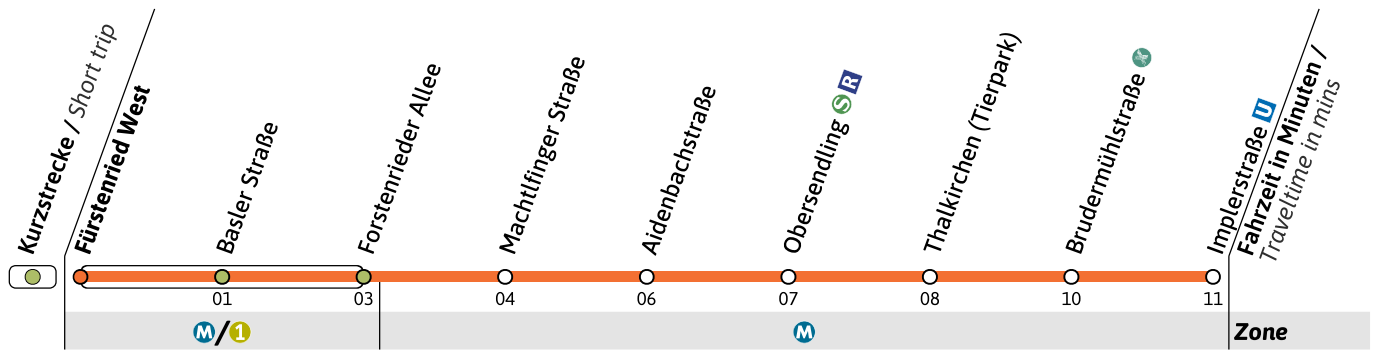 Kurzstrecke / Short trip
Fürstenried West
Basler Straße
Forstenrieder Allee
Machtlfinger Straße
Aidenbachstraße
Obersendling S R
Thalkirchen (Tierpark)
Brudermühlstraße
Implerstraße U
Fahrzeit in Minuten /
Traveltime in mins
01 03 04 06 07 08 10 11
M/1 M Zone